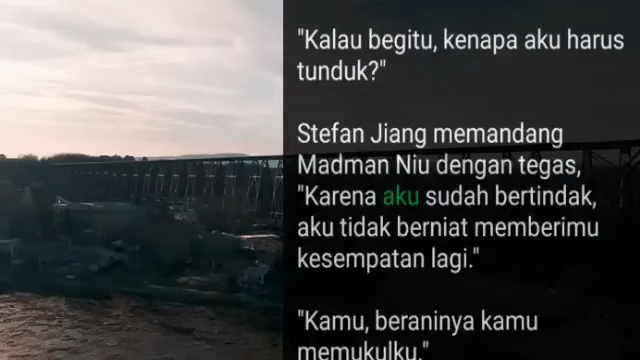 "Kalau begitu, kenapa aku harus
tunduk?"
Stefan Jiang memandang
Madman Niu dengan tegas,
"Karena aku sudah bertindak,
aku tidak berniat memberimu
kesempatan lagi."
"Kamu, beraninya kamu
memukulku."